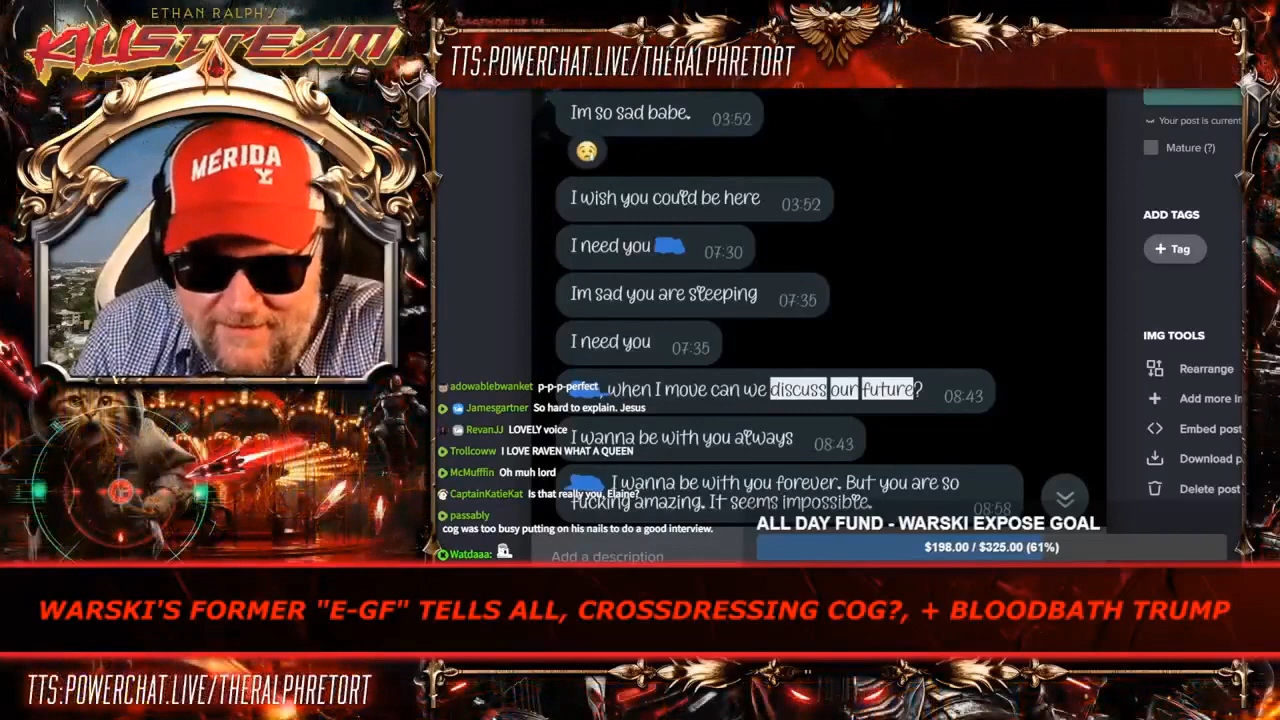 ETHAN RALPH'S
KILLSTREAM
MÉRIDA
Y
TTS:POWERCHAT.LIVE/THERALPHRETORT
Im so sad babe. 03:52
I wish you could be here 03:52
I need you 07:30
Im sad you are sleeping 07:35
I need you 07:35
, when I move can we discuss our future? 08:43
I wanna be with you always 08:43
I wanna be with you forever. But you are so
fucking amazing. It seems impossible. 08:58
Add a description
Your post is current
Mature (?)
ADD TAGS
+ Tag
IMG TOOLS
Rearrange
Add more in
Embed post
Download p
Delete post
adowablebwanket p-p-p-perfect
Jamesgartner So hard to explain. Jesus
RevanJJ LOVELY voice
Trollcoww I LOVE RAVEN WHAT A QUEEN
McMufffin Oh muh lord
CaptainKatieKat Is that really you, Elaine?
passably
cog was too busy putting on his nails to do a good interview.
Watdaaa:
ALL DAY FUND - WARSKI EXPOSE GOAL
$198.00 / $325.00 (61%)
WARSKI'S FORMER "E-GF" TELLS ALL, CROSSDRESSING COG?, + BLOODBATH TRUMP
TTS:POWERCHAT.LIVE/THERALPHRETORT